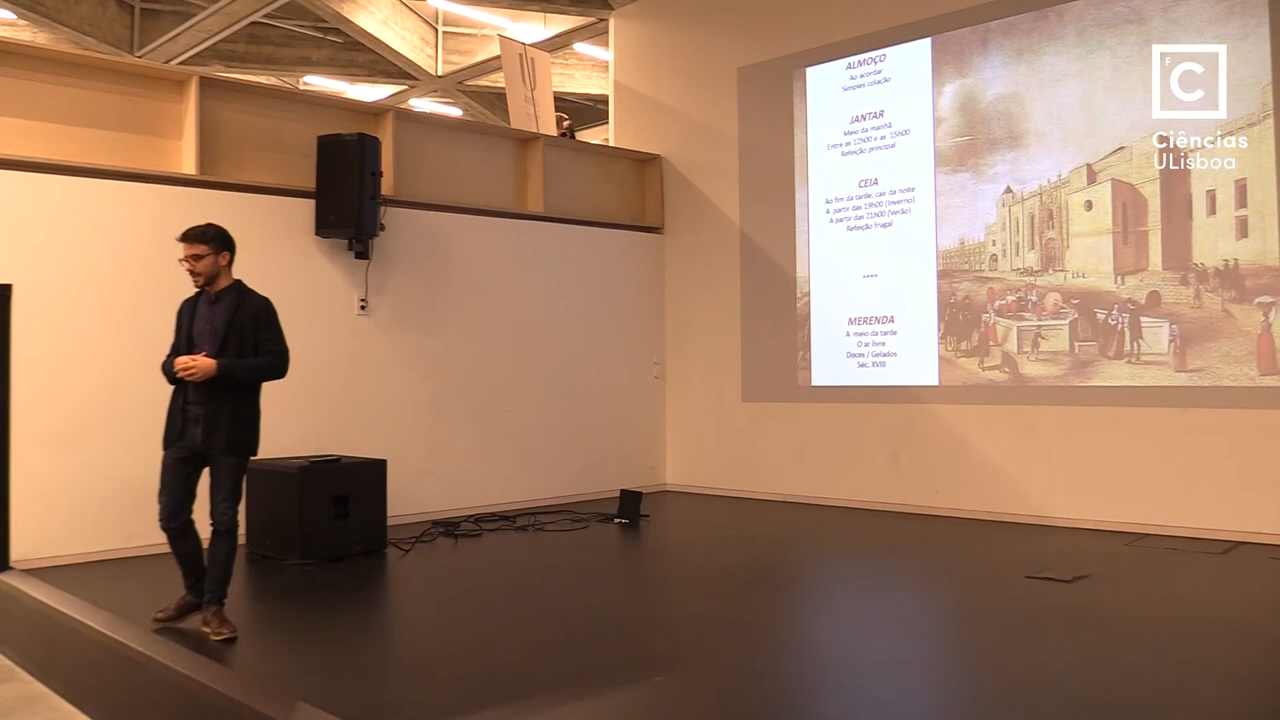 ALMOÇO
Ao acordar
Simples colação
JANTAR
Meio da manhã
Entre as 12h00 e as 15h00
Refeição principal
CEIA
Ao fim da tarde, cair da noite
A partir das 19h00 (Inverno)
A partir das 21h00 (Verão)
Refeição frugal
****
MERENDA
A meio da tarde
O ar livre
Doces / Gelados
Séc. XVIII
F
C
Ciências
ULisboa